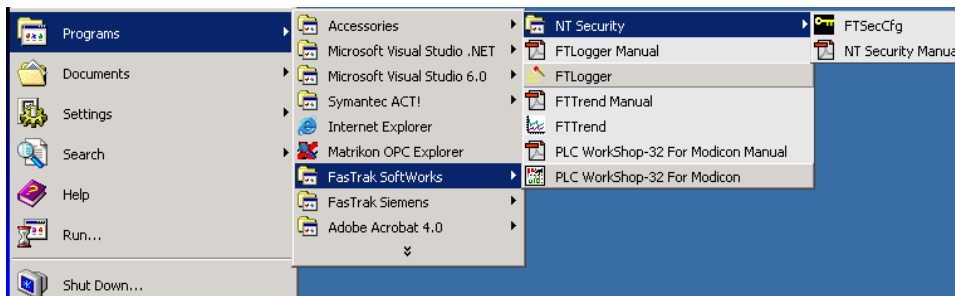 Programs
Documents
Settings
Search
Help
Run...
Shut Down...
Accessories
Microsoft Visual Studio .NET
Microsoft Visual Studio 6.0
Symantec ACT!
Internet Explorer
Matrikon OPC Explorer
FasTrak SoftWorks
FasTrak Siemens
Adobe Acrobat 4.0
NT Security
FTLogger Manual
FTLogger
FTTrend Manual
FTTrend
PLC WorkShop-32 For Modicon Manual
PLC WorkShop-32 For Modicon
FTSecCfg
NT Security Manua